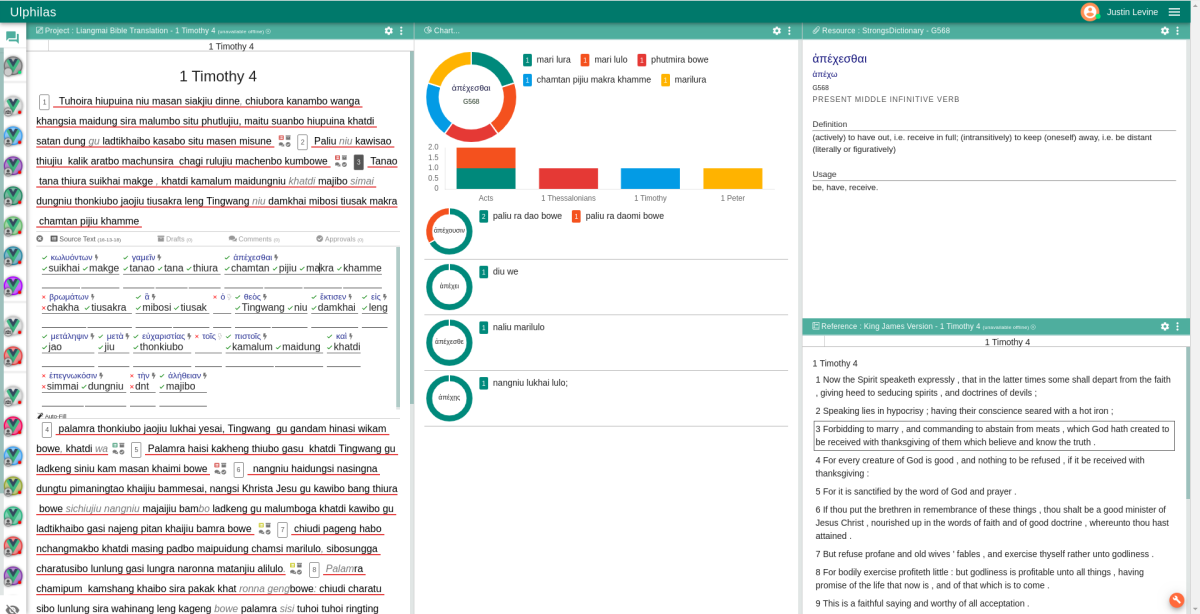 Ulphilas
Justin Levine
Project : Liangmai Bible Translation - 1 Timothy 4 (unavailable offline)
1 Timothy 4
1 Timothy 4
1 Tuhoira hiupuina niu masan siakjiu dinne, chiubora kanambo wanga
khangsia maidung sira malumbo situ phutlujiu, maitu suanbo hiupuina khatdi
satan dung gu ladtikhaibo kasabo situ masen misune 2 Paliu niu kawisao
thiujiu kalik aratbo machunsira chagi rulujiu machenbo kumbowe 3 Tanao
tana thiura suikhai makge , khatdi kamalum maidungniu khatdi majibo simai
dungniu thonkiubo jaojiu tiusakra leng Tingwang niu damkhai mibosi tiusak makra
chamtan pijiu khamme
Source Text (16-13-18) Drafts (0) Comments (0) Approvals (0)
κωλυόντων γαμεῖν ἀπέχεσθαι
suikhai makge tanao tana thiura chamtan pijiu makra khamme
βρωμάτων ἃ ὁ θεὸς ἔκτισεν εἰς
chakha tiusakra mibosi tiusak Tingwang niu damkhai leng
μετάληψιν μετὰ εὐχαριστίας τοῖς πιστοῖς καὶ
jao jiu thonkiubo kamalum maidung khatdi
ἐπεγνωκόσιν τὴν ἀλήθειαν
simmai dungniu dnt majibo
Auto-Fill
4 palamra thonkiubo jaojiu lukhai yesai, Tingwang gu gandam hinasi wikam
bowe, khatdi wa 5 Palamra haisi kakheng thiubo gasu khatdi Tingwang gu
ladkeng siniu kam masan khaimi bowe 6 nangniu haidungsi nasingna
dungtu pimaningtao khaijiu bammesai, nangsi Khrista Jesu gu kawibo bang thiura
bowe sichiujiu nangniu majaijiu bambo ladkeng gu malumboga khatdi kawibo gu
ladtikhaibo gasi najeng pitan khaijiu bamra bowe 7 chiudi pageng habo
nchangmakbo khatdi masing padbo maipuidung chamsi marilulo, sibosungga
charatusibo lunlung gasi lungra naronna matanjiu alilulo. 8 Palamra
chamipum kamshang khaibo sira pakak khat ronna gengbowe: chiudi charatu
sibo lunlung sira wahinang leng kageng bowe palamra sisi tuhoi tuhoi ringting
Chart...
ἀπέχεσθαι
G568
1 mari lura 1 mari lulo 1 phutmira bowe
1 chamtan pijiu makra khamme 1 marilura
2.0
1.5
1.0
0.5
0
Acts 1 Thessalonians 1 Timothy 1 Peter
ἀπέχουσιν
2 paliu ra dao bowe 1 paliu ra daomi bowe
ἀπέχει
1 diu we
ἀπέχεσθε
1 naliu marilulo
ἀπέχῃς
1 nangniu lukhai lulo;
Resource : StrongsDictionary - G568
ἀπέχεσθαι
ἀπέχω
G568
PRESENT MIDDLE INFINITIVE VERB
Definition
(actively) to have out, i.e. receive in full; (intransitively) to keep (oneself) away, i.e. be distant
(literally or figuratively)
Usage
be, have, receive.
Reference : King James Version - 1 Timothy 4 (unavailable offline)
1 Timothy 4
1 Timothy 4
1 Now the Spirit speaketh expressly , that in the latter times some shall depart from the faith
, giving heed to seducing spirits , and doctrines of devils ;
2 Speaking lies in hypocrisy ; having their conscience seared with a hot iron ;
3 Forbidding to marry , and commanding to abstain from meats , which God hath created to
be received with thanksgiving of them which believe and know the truth .
4 For every creature of God is good , and nothing to be refused , if it be received with
thanksgiving :
5 For it is sanctified by the word of God and prayer .
6 If thou put the brethren in remembrance of these things , thou shalt be a good minister of
Jesus Christ , nourished up in the words of faith and of good doctrine , whereunto thou hast
attained .
7 But refuse profane and old wives ' fables , and exercise thyself rather unto godliness .
8 For bodily exercise profiteth little : but godliness is profitable unto all things , having
promise of the life that now is , and of that which is to come .
9 This is a faithful saying and worthy of all acceptation .